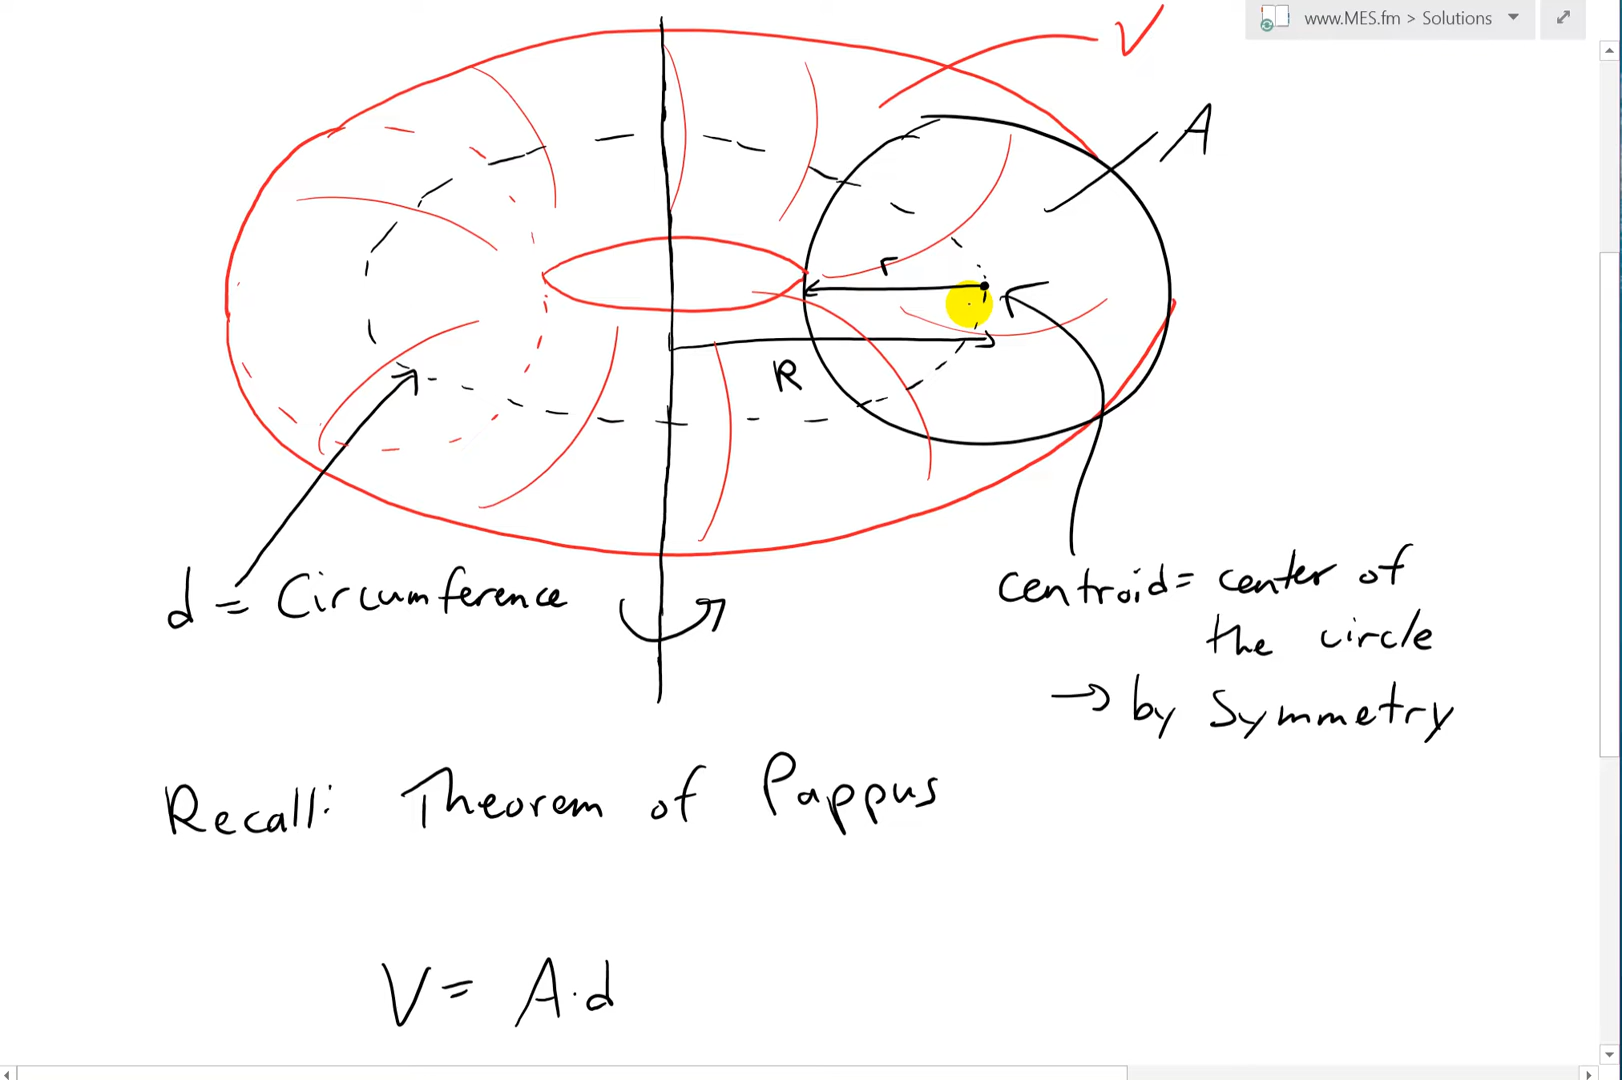 www.MES.fm > Solutions
V
A
r
R
d = Circumference
centroid = center of
the circle
→ by Symmetry
Recall: Theorem of Pappus
V = A·d